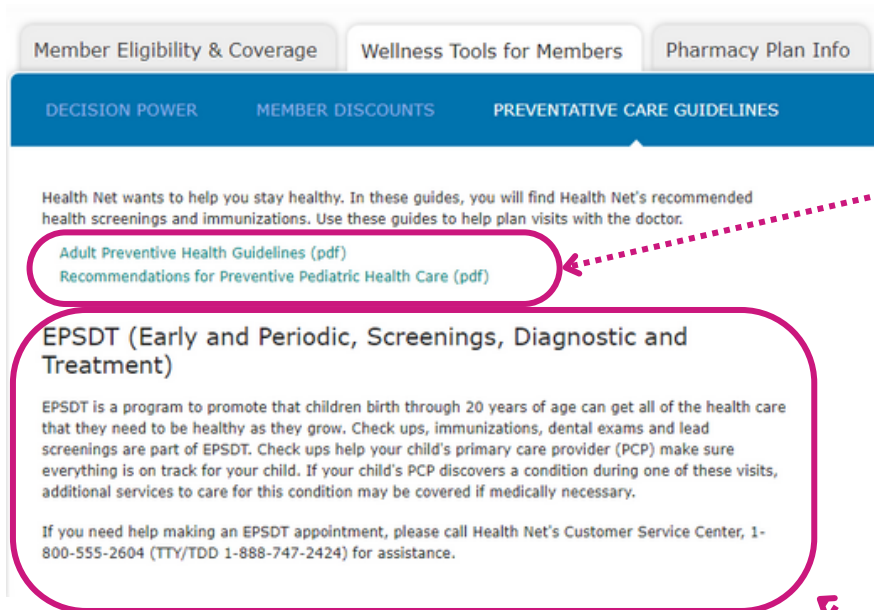 Member Eligibility & Coverage
Wellness Tools for Members
Pharmacy Plan Info
DECISION POWER
MEMBER DISCOUNTS
PREVENTATIVE CARE GUIDELINES
Health Net wants to help you stay healthy. In these guides, you will find Health Net's recommended
health screenings and immunizations. Use these guides to help plan visits with the doctor.
Adult Preventive Health Guidelines (pdf)
Recommendations for Preventive Pediatric Health Care (pdf)
EPSDT (Early and Periodic, Screenings, Diagnostic and
Treatment)
EPSDT is a program to promote that children birth through 20 years of age can get all of the health care
that they need to be healthy as they grow. Check ups, immunizations, dental exams and lead
screenings are part of EPSDT. Check ups help your child's primary care provider (PCP) make sure
everything is on track for your child. If your child's PCP discovers a condition during one of these visits,
additional services to care for this condition may be covered if medically necessary.
If you need help making an EPSDT appointment, please call Health Net's Customer Service Center, 1-
800-555-2604 (TTY/TDD 1-888-747-2424) for assistance.